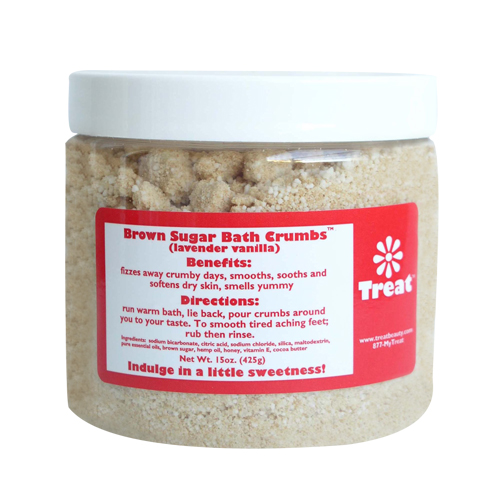 Brown Sugar Bath Crumbs™
(lavender vanilla)
Benefits:
fizzes away crumby days, smooths, sooths and
softens dry skin, smells yummy
Directions:
run warm bath, lie back, pour crumbs around
you to your taste. To smooth tired aching feet;
rub then rinse.
Ingredients: sodium bicarbonate, citric acid, sodium chloride, silica, maltodextrin,
pure essential oils, brown sugar, hemp oil, honey, vitamin E, cocoa butter
Net Wt. 15oz. (425g)
Indulge in a little sweetness!
Treat™
www.treatbeauty.com
877-MyTreat